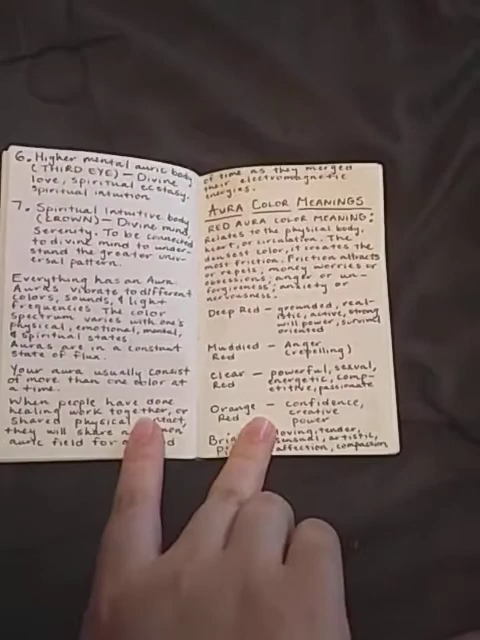 6. Higher mental auric body
(THIRD EYE) - Divine
love, spiritual ecstasy,
spiritual intuition
7. Spiritual Intuitive body
(CROWN) - Divine mind,
Serenity. To be connected
to divine mind to under-
stand the greater univ-
ersal pattern.
Everything has an Aura
Auras vibrate to different
colors, sounds, & light
frequencies. The color
spectrum varies with one's
physical, emotional, mental,
& spiritual states.
Auras are in a constant
state of flux.
Your aura usually consist
of more than one color at
a time.
When people have done
healing work together, or
shared physical contact,
they will share
auric field for
of time as they merged
their electromagnetic
energies.
AURA COLOR MEANINGS
RED AURA COLOR MEANING:
Relates to the physical body,
heart, or circulation. The
densest color, it creates the
most friction. Friction attracts
or repels; money worries or
obsessions; anger or un-
forgiveness; anxiety or
nervousness.
Deep Red - grounded, real-
istic, active, strong
will power, survival
oriented
Muddied - Anger
Red (repelling)
Clear - powerful, sexual,
Red energetic, comp-
etitive, passionate
Orange - confidence,
Red creative
power
loving, tender,
sensual, artistic,
affection, compassion